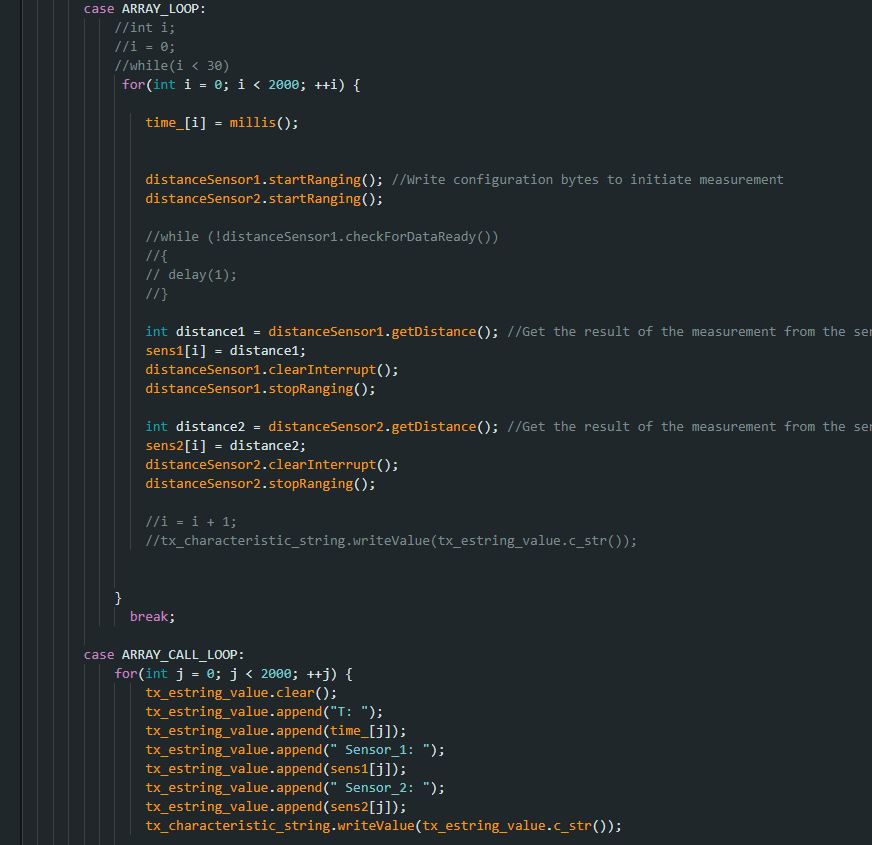 case ARRAY_LOOP:
//int i;
//i = 0;
//while(i < 30)
for(int i = 0; i < 2000; ++i) {
time_[i] = millis();
distanceSensor1.startRanging(); //Write configuration bytes to initiate measurement
distanceSensor2.startRanging();
//while (!distanceSensor1.checkForDataReady())
//{
// delay(1);
//}
int distance1 = distanceSensor1.getDistance(); //Get the result of the measurement from the ser
sens1[i] = distance1;
distanceSensor1.clearInterrupt();
distanceSensor1.stopRanging();
int distance2 = distanceSensor2.getDistance(); //Get the result of the measurement from the ser
sens2[i] = distance2;
distanceSensor2.clearInterrupt();
distanceSensor2.stopRanging();
//i = i + 1;
//tx_characteristic_string.writeValue(tx_estring_value.c_str());
}
break;
case ARRAY_CALL_LOOP:
for(int j = 0; j < 2000; ++j) {
tx_estring_value.clear();
tx_estring_value.append("T: ");
tx_estring_value.append(time_[j]);
tx_estring_value.append(" Sensor_1: ");
tx_estring_value.append(sens1[j]);
tx_estring_value.append(" Sensor_2: ");
tx_estring_value.append(sens2[j]);
tx_characteristic_string.writeValue(tx_estring_value.c_str());